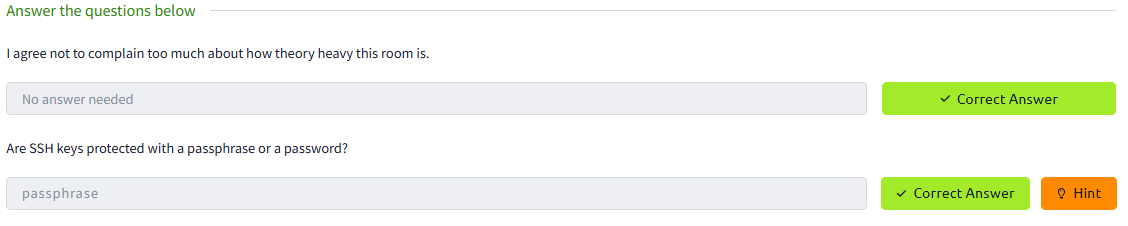 Answer the questions below
I agree not to complain too much about how theory heavy this room is.
No answer needed
Correct Answer
Are SSH keys protected with a passphrase or a password?
passphrase
Correct Answer
Hint